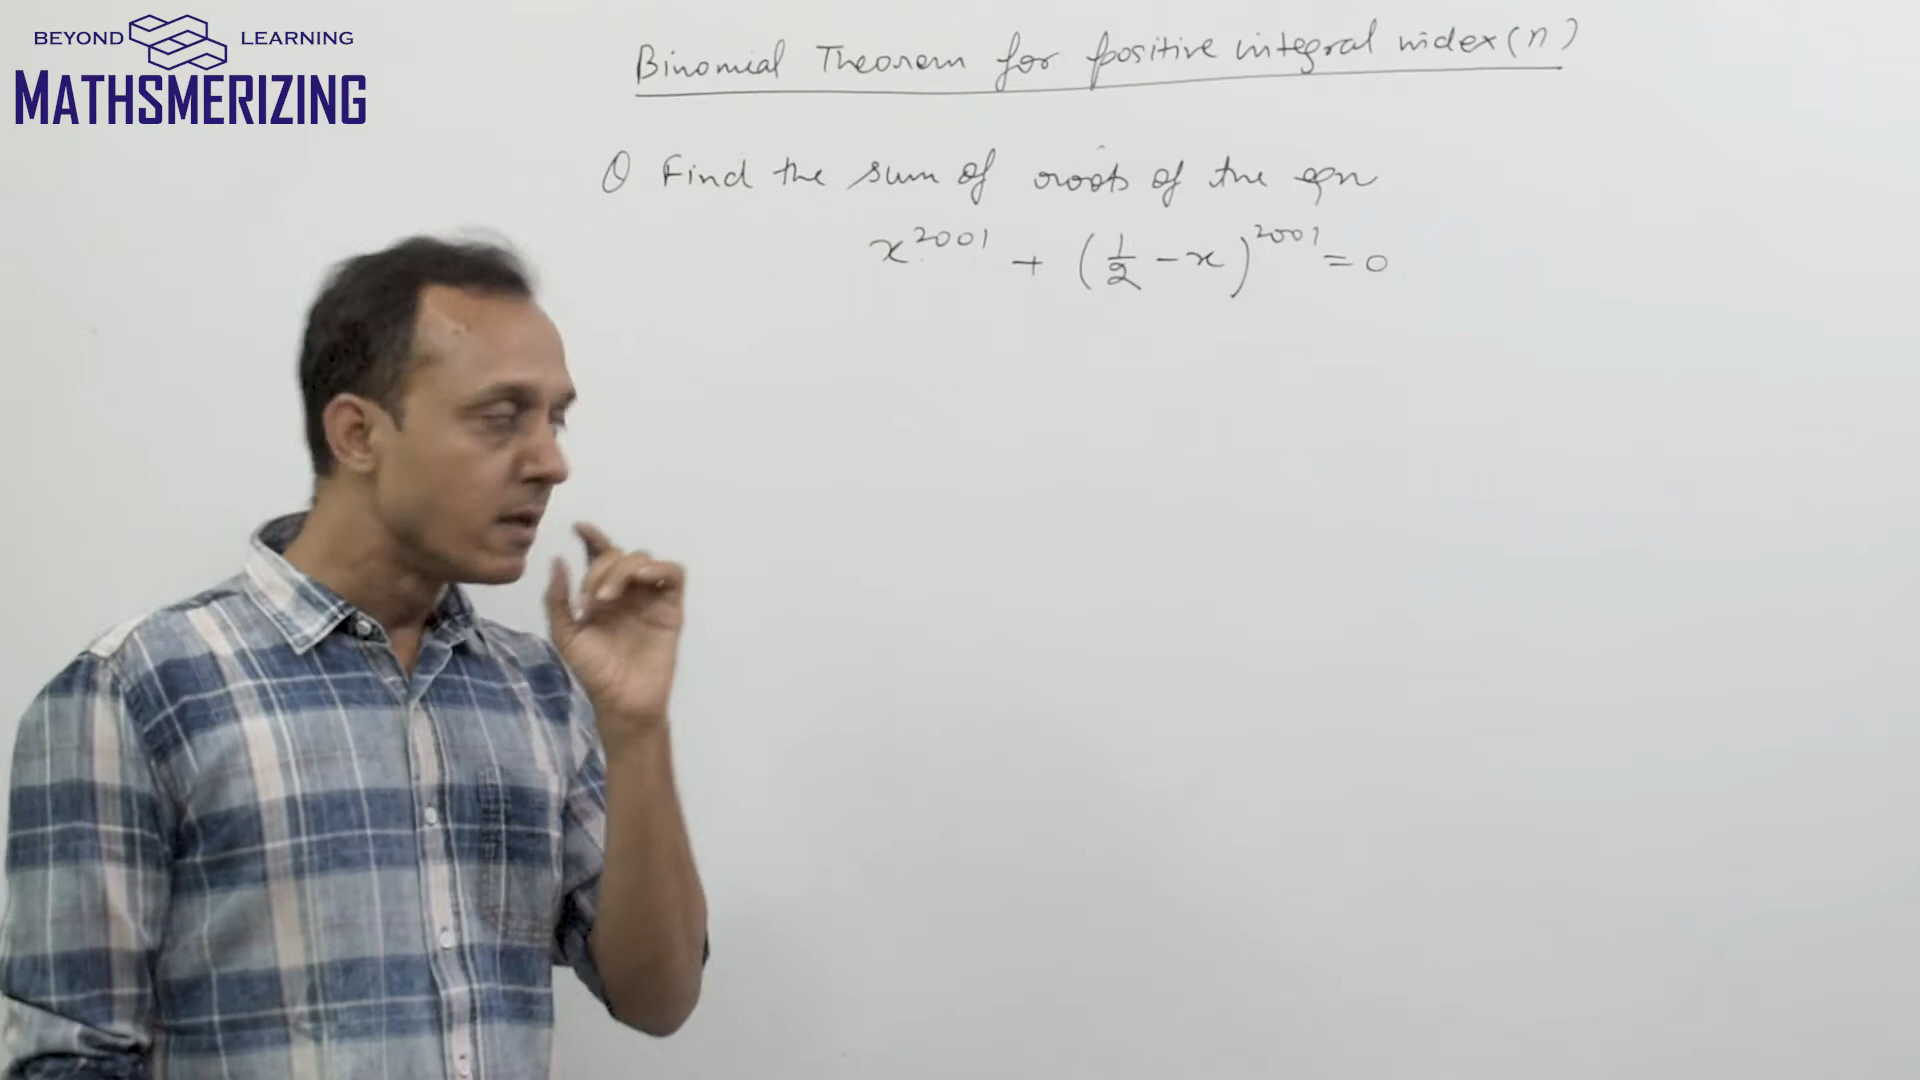 BEYOND LEARNING
MATHSMERIZING
Binomial Theorem for positive integral index (n)
Q Find the sum of roots of the eqn
x^2001 + (1/2 - x)^2001 = 0